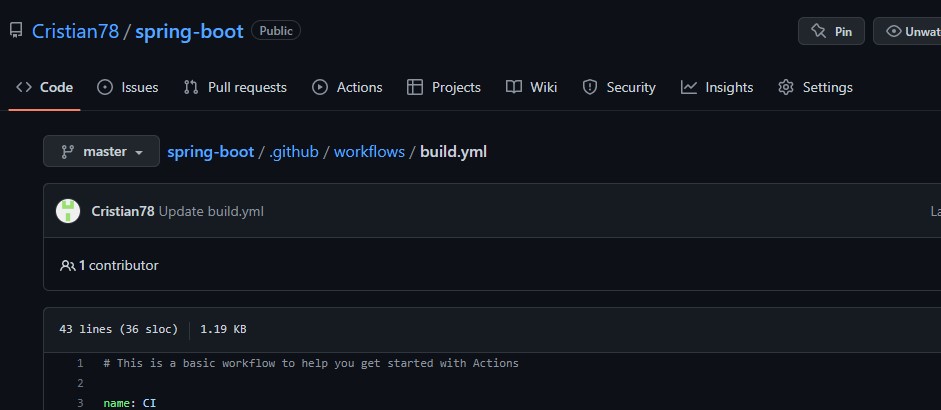 Cristian78 / spring-boot Public Pin Unwat
Code Issues Pull requests Actions Projects Wiki Security Insights Settings
master spring-boot / .github / workflows / build.yml
Cristian78 Update build.yml La
1 contributor
43 lines (36 sloc) 1.19 KB
1 # This is a basic workflow to help you get started with Actions
2
3 name: CI